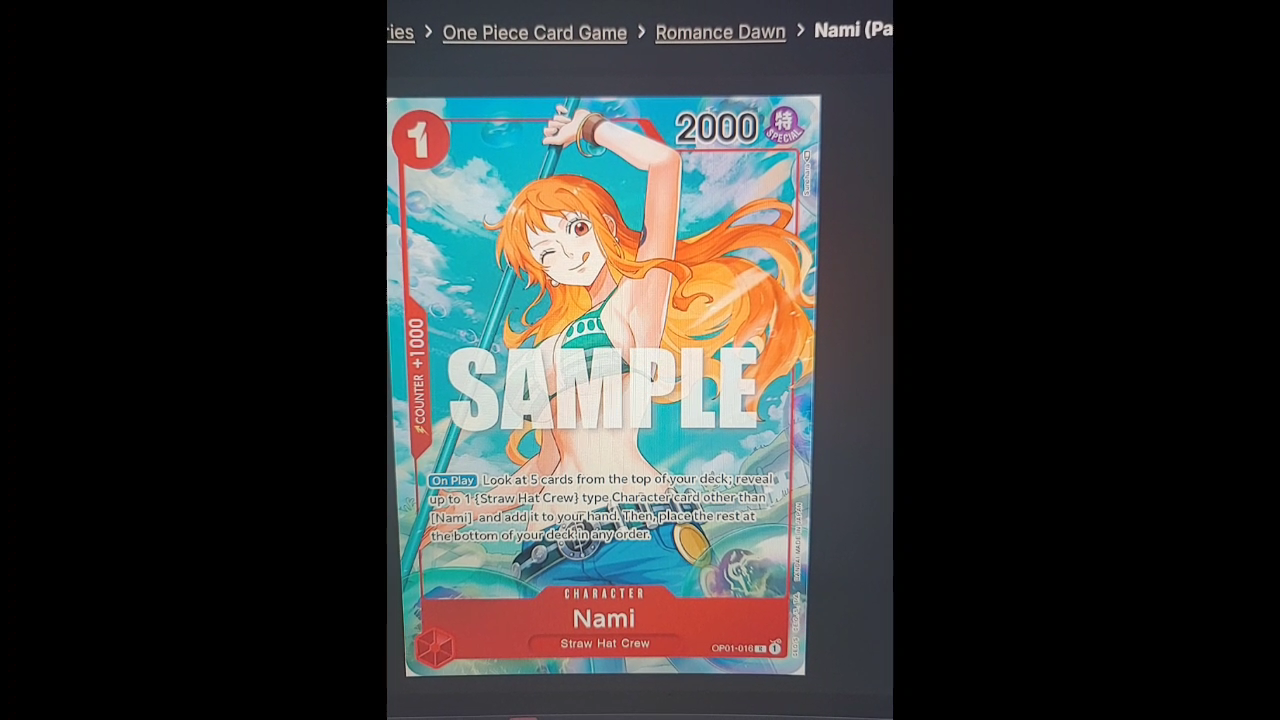 ies > One Piece Card Game > Romance Dawn > Nami (Pa
1
2000
特
SPECIAL
COUNTER +1000
SAMPLE
On Play Look at 5 cards from the top of your deck; reveal
up to 1 {Straw Hat Crew} type Character card other than
[Nami] and add it to your hand. Then, place the rest at
the bottom of your deck in any order.
CHARACTER
Nami
Straw Hat Crew
OP01-016 R 1